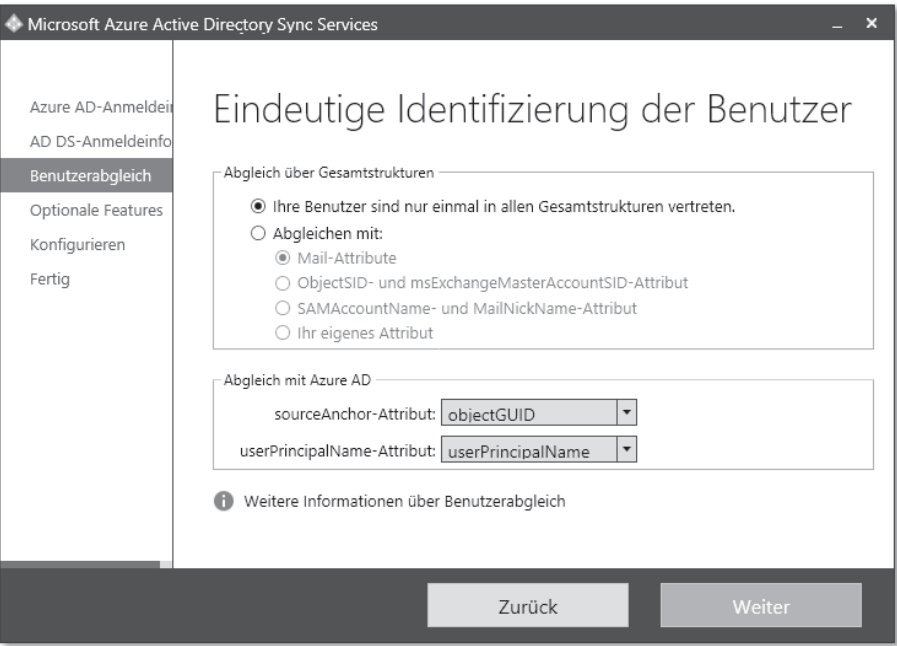 Microsoft Azure Active Directory Sync Services
Azure AD-Anmeldei
AD DS-Anmeldeinfo
Benutzerabgleich
Optionale Features
Konfigurieren
Fertig
Eindeutige Identifizierung der Benutzer
Abgleich über Gesamtstrukturen
Ihre Benutzer sind nur einmal in allen Gesamtstrukturen vertreten.
Abgleichen mit:
Mail-Attribute
ObjectSID- und msExchangeMasterAccountSID-Attribut
SAMAccountName- und MailNickName-Attribut
Ihr eigenes Attribut
Abgleich mit Azure AD
sourceAnchor-Attribut: objectGUID
userPrincipalName-Attribut: userPrincipalName
Weitere Informationen über Benutzerabgleich
Zurück
Weiter